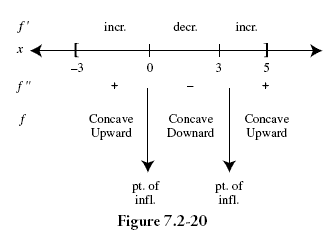 f ′ incr. decr. incr.
x
[ ]
−3 0 3 5
f ″ + − +
f Concave Concave Concave
Upward Downard Upward
pt. of pt. of
infl. infl.
Figure 7.2-20